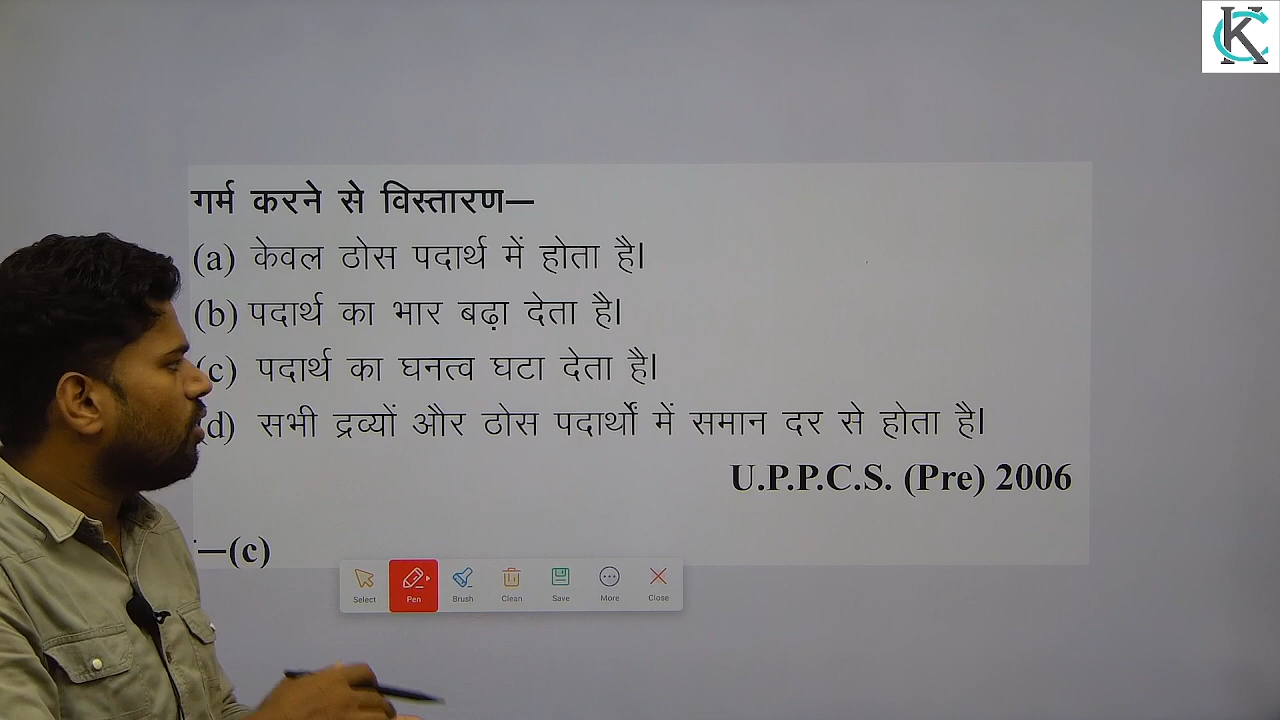 गर्म करने से विस्तारण—
(a) केवल ठोस पदार्थ में होता है।
(b) पदार्थ का भार बढ़ा देता है।
(c) पदार्थ का घनत्व घटा देता है।
(d) सभी द्रव्यों और ठोस पदार्थों में समान दर से होता है।
U.P.P.C.S. (Pre) 2006
—(c)
Select Pen Brush Clean Save More Close
KC